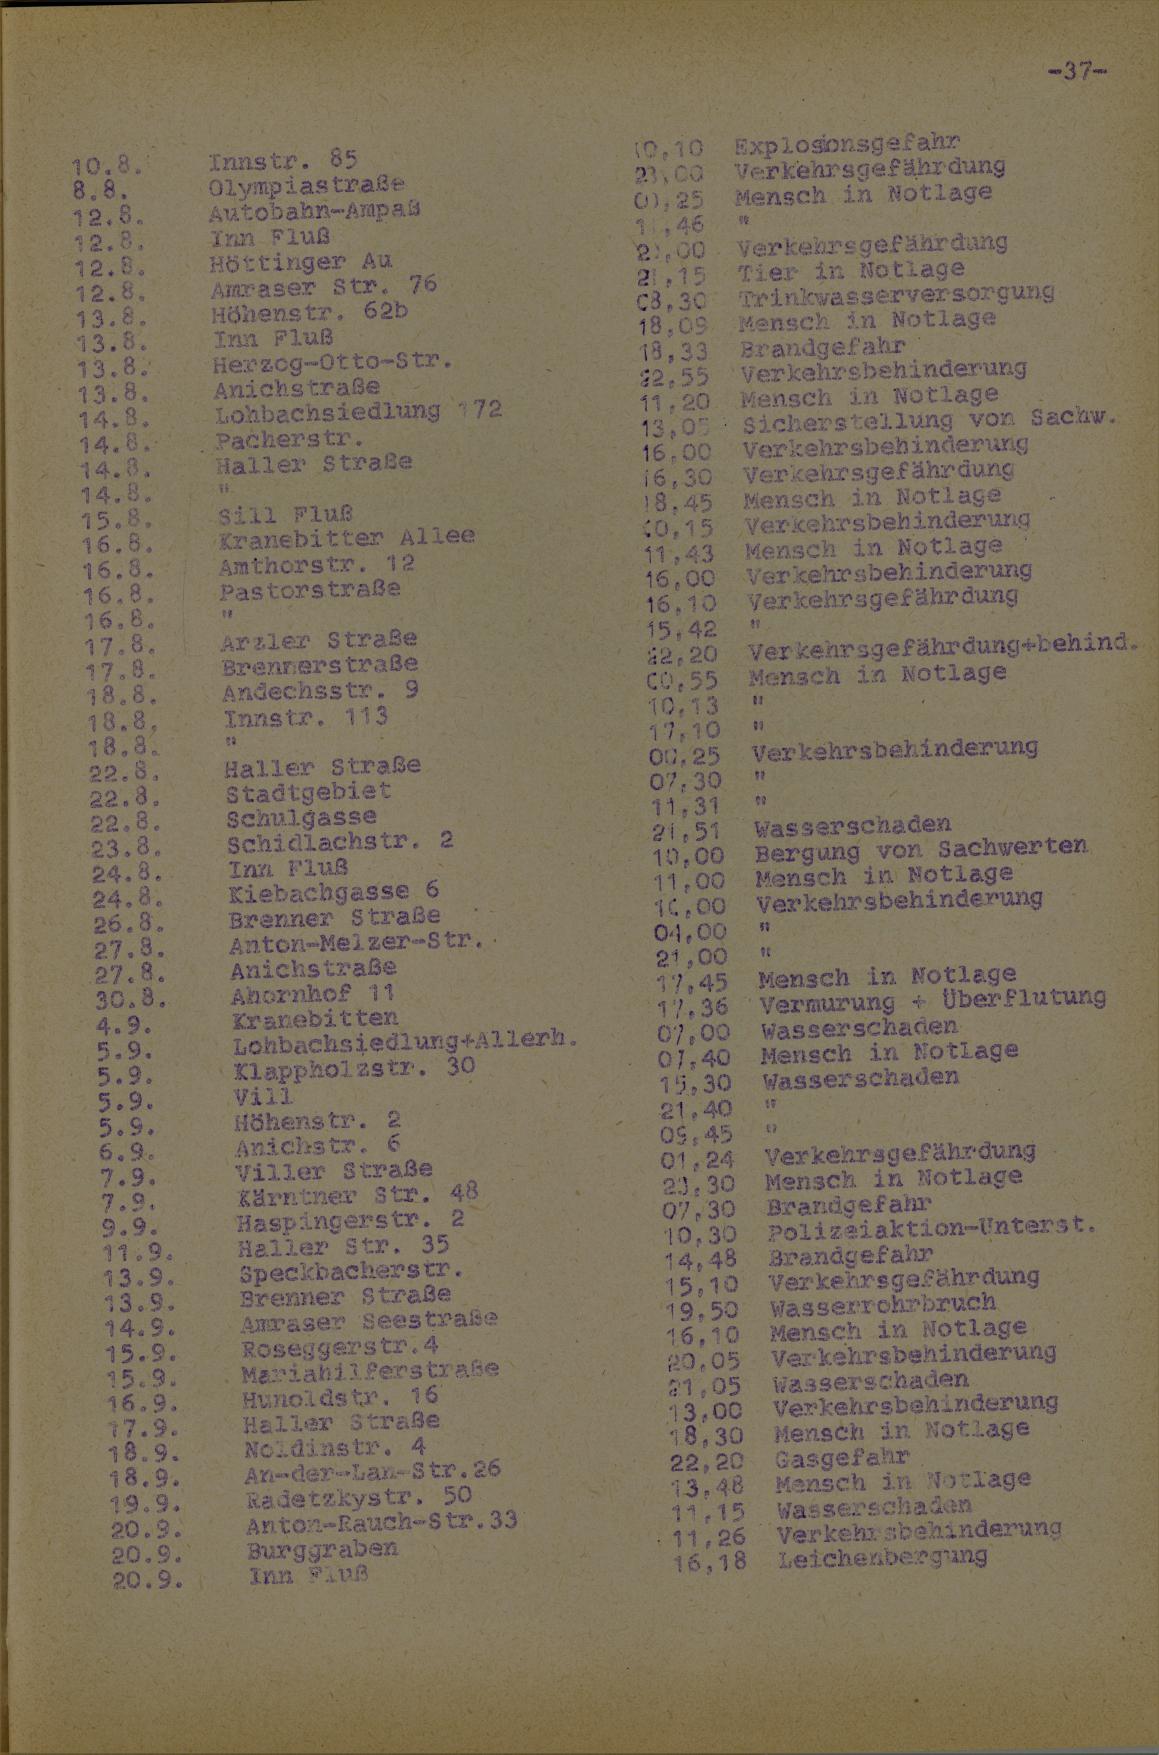 -37-
10.8. Innstr. 85 10,10 Explosionsgefahr
8.8. Olympiastraße 23,00 Verkehrsgefährdung
12.8. Autobahn-Ampaß Mensch in Notlage
12.8. Inn Fluß "
12.8. Höttinger Au Verkehrsgefährdung
12.8. Amraser Str. 76 21,15 Tier in Notlage
13.8. Höhenstr. 62b 08,30 Trinkwasserversorgung
13.8. Inn Fluß 18,09 Mensch in Notlage
13.8. Herzog-Otto-Str. 18,33 Brandgefahr
13.8. Anichstraße 22,55 Verkehrsbehinderung
14.8. Lohbachsiedlung 172 11,20 Mensch in Notlage
14.8. Pacherstr. 13,05 Sicherstellung von Sachw.
14.8. Haller Straße 16,00 Verkehrsbehinderung
14.8. " 16,30 Verkehrsgefährdung
15.8. Sill Fluß 18,45 Mensch in Notlage
16.8. Kranebitter Allee 00,15 Verkehrsbehinderung
16.8. Amthorstr. 12 11,43 Mensch in Notlage
16.8. Pastorstraße 16,00 Verkehrsbehinderung
16.8. " 16,10 Verkehrsgefährdung
17.8. Arzler Straße 15,42 "
17.8. Brennerstraße 22,20 Verkehrsgefährdung+behind.
18.8. Andechsstr. 9 00,55 Mensch in Notlage
18.8. Innstr. 113 10,13 "
18.8. " 17,10 "
22.8. Haller Straße 00,25 Verkehrsbehinderung
22.8. Stadtgebiet 07,30 "
22.8. Schulgasse 11,31 "
23.8. Schidlachstr. 2 21,51 Wasserschaden
24.8. Inn Fluß 10,00 Bergung von Sachwerten
24.8. Kiebachgasse 6 11,00 Mensch in Notlage
26.8. Brenner Straße Verkehrsbehinderung
27.8. Anton-Melzer-Str. 04,00 "
27.8. Anichstraße 21,00 "
30.8. Ahornhof 11 17,45 Mensch in Notlage
4.9. Kranebitten 17,36 Vermurung + Überflutung
5.9. Lohbachsiedlung+Allerh. 07,00 Wasserschaden
5.9. Klappholzstr. 30 07,40 Mensch in Notlage
5.9. Vill 15,30 Wasserschaden
5.9. Höhenstr. 2 21,40 "
6.9. Anichstr. 6 09,45 "
7.9. Viller Straße 01,24 Verkehrsgefährdung
7.9. Kärntner Str. 48 20,30 Mensch in Notlage
9.9. Haspingerstr. 2 07,30 Brandgefahr
11.9. Haller Str. 35 10,30 Polizeiaktion-Unterst.
13.9. Speckbacherstr. 14,48 Brandgefahr
13.9. Brenner Straße 15,10 Verkehrsgefährdung
14.9. Amraser Seestraße 19,50 Wasserrohrbruch
15.9. Roseggerstr.4 16,10 Mensch in Notlage
15.9. Mariahilferstraße 20,05 Verkehrsbehinderung
16.9. Hunoldstr. 16 21,05 Wasserschaden
17.9. Haller Straße 13,00 Verkehrsbehinderung
18.9. Noldinstr. 4 18,30 Mensch in Notlage
18.9. An-der-Lan-Str.26 22,20 Gasgefahr
19.9. Radetzkystr. 50 13,48 Mensch in Notlage
20.9. Anton-Rauch-Str.33 11,15 Wasserschaden
20.9. Burggraben 11,26 Verkehrsbehinderung
20.9. Inn Fluß 16,18 Leichenbergung